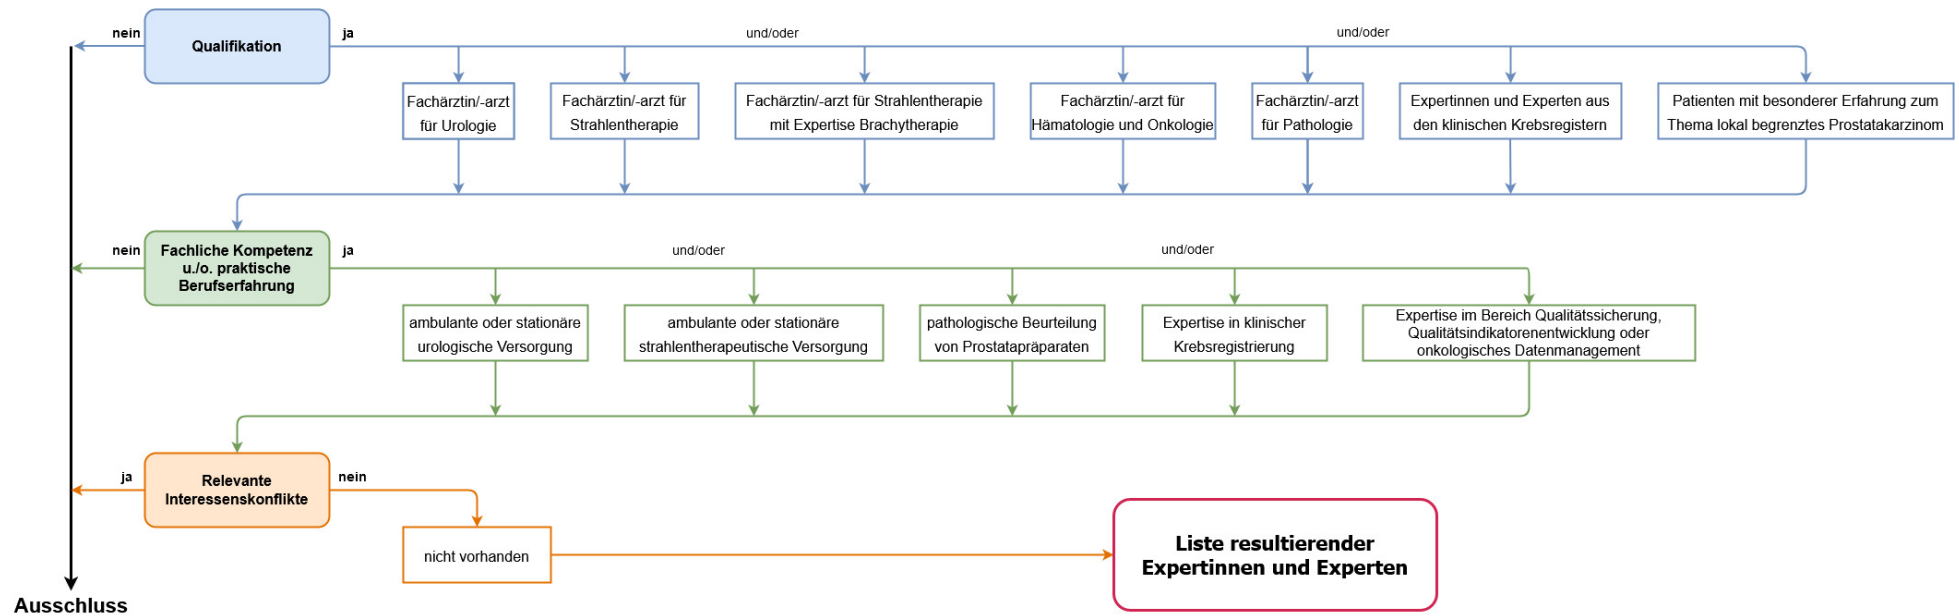 nein
Qualifikation
ja
und/oder
und/oder
Fachärztin/-arzt
für Urologie
Fachärztin/-arzt für
Strahlentherapie
Fachärztin/-arzt für Strahlentherapie
mit Expertise Brachytherapie
Fachärztin/-arzt für
Hämatologie und Onkologie
Fachärztin/-arzt
für Pathologie
Expertinnen und Experten aus
den klinischen Krebsregistern
Patienten mit besonderer Erfahrung zum
Thema lokal begrenztes Prostatakarzinom
nein
Fachliche Kompetenz
u./o. praktische
Berufserfahrung
ja
und/oder
und/oder
ambulante oder stationäre
urologische Versorgung
ambulante oder stationäre
strahlentherapeutische Versorgung
pathologische Beurteilung
von Prostatapräparaten
Expertise in klinischer
Krebsregistrierung
Expertise im Bereich Qualitätssicherung,
Qualitätsindikatorenentwicklung oder
onkologisches Datenmanagement
ja
Relevante
Interessenskonflikte
nein
nicht vorhanden
Liste resultierender
Expertinnen und Experten
Ausschluss